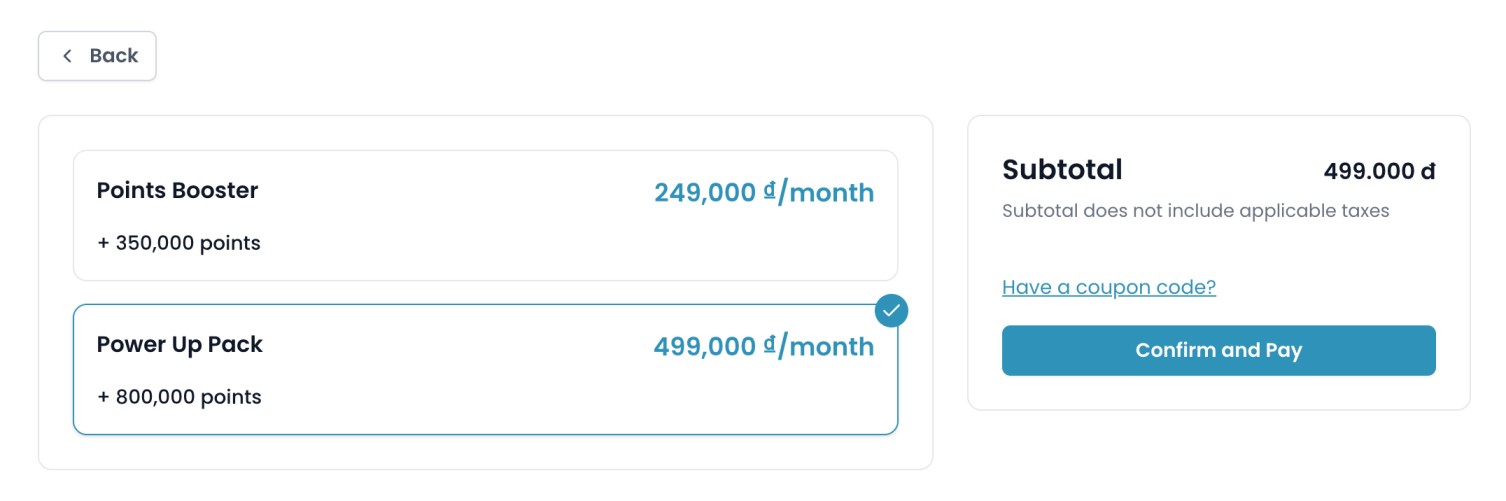 Back
Points Booster
249,000 ₫/month
+ 350,000 points
Power Up Pack
499,000 ₫/month
+ 800,000 points
Subtotal
499.000 đ
Subtotal does not include applicable taxes
Have a coupon code?
Confirm and Pay